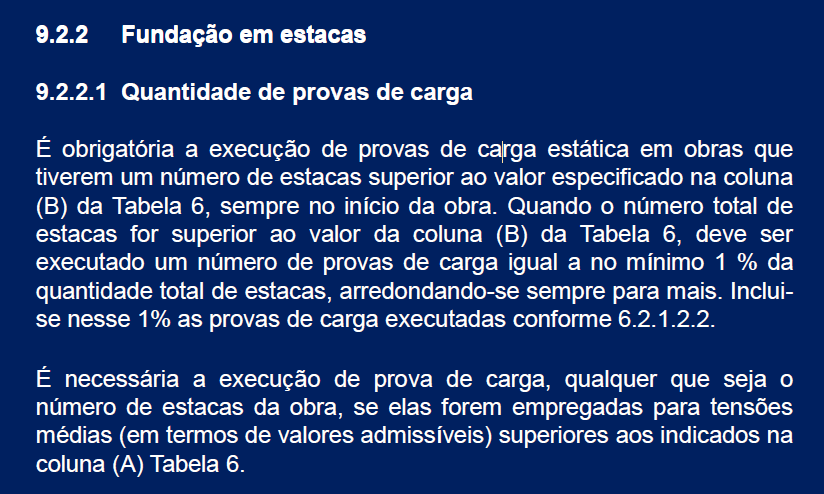 9.2.2 Fundação em estacas
9.2.2.1 Quantidade de provas de carga
É obrigatória a execução de provas de carga estática em obras que
tiverem um número de estacas superior ao valor especificado na coluna
(B) da Tabela 6, sempre no início da obra. Quando o número total de
estacas for superior ao valor da coluna (B) da Tabela 6, deve ser
executado um número de provas de carga igual a no mínimo 1 % da
quantidade total de estacas, arredondando-se sempre para mais. Inclui-
se nesse 1% as provas de carga executadas conforme 6.2.1.2.2.
É necessária a execução de prova de carga, qualquer que seja o
número de estacas da obra, se elas forem empregadas para tensões
médias (em termos de valores admissíveis) superiores aos indicados na
coluna (A) Tabela 6.